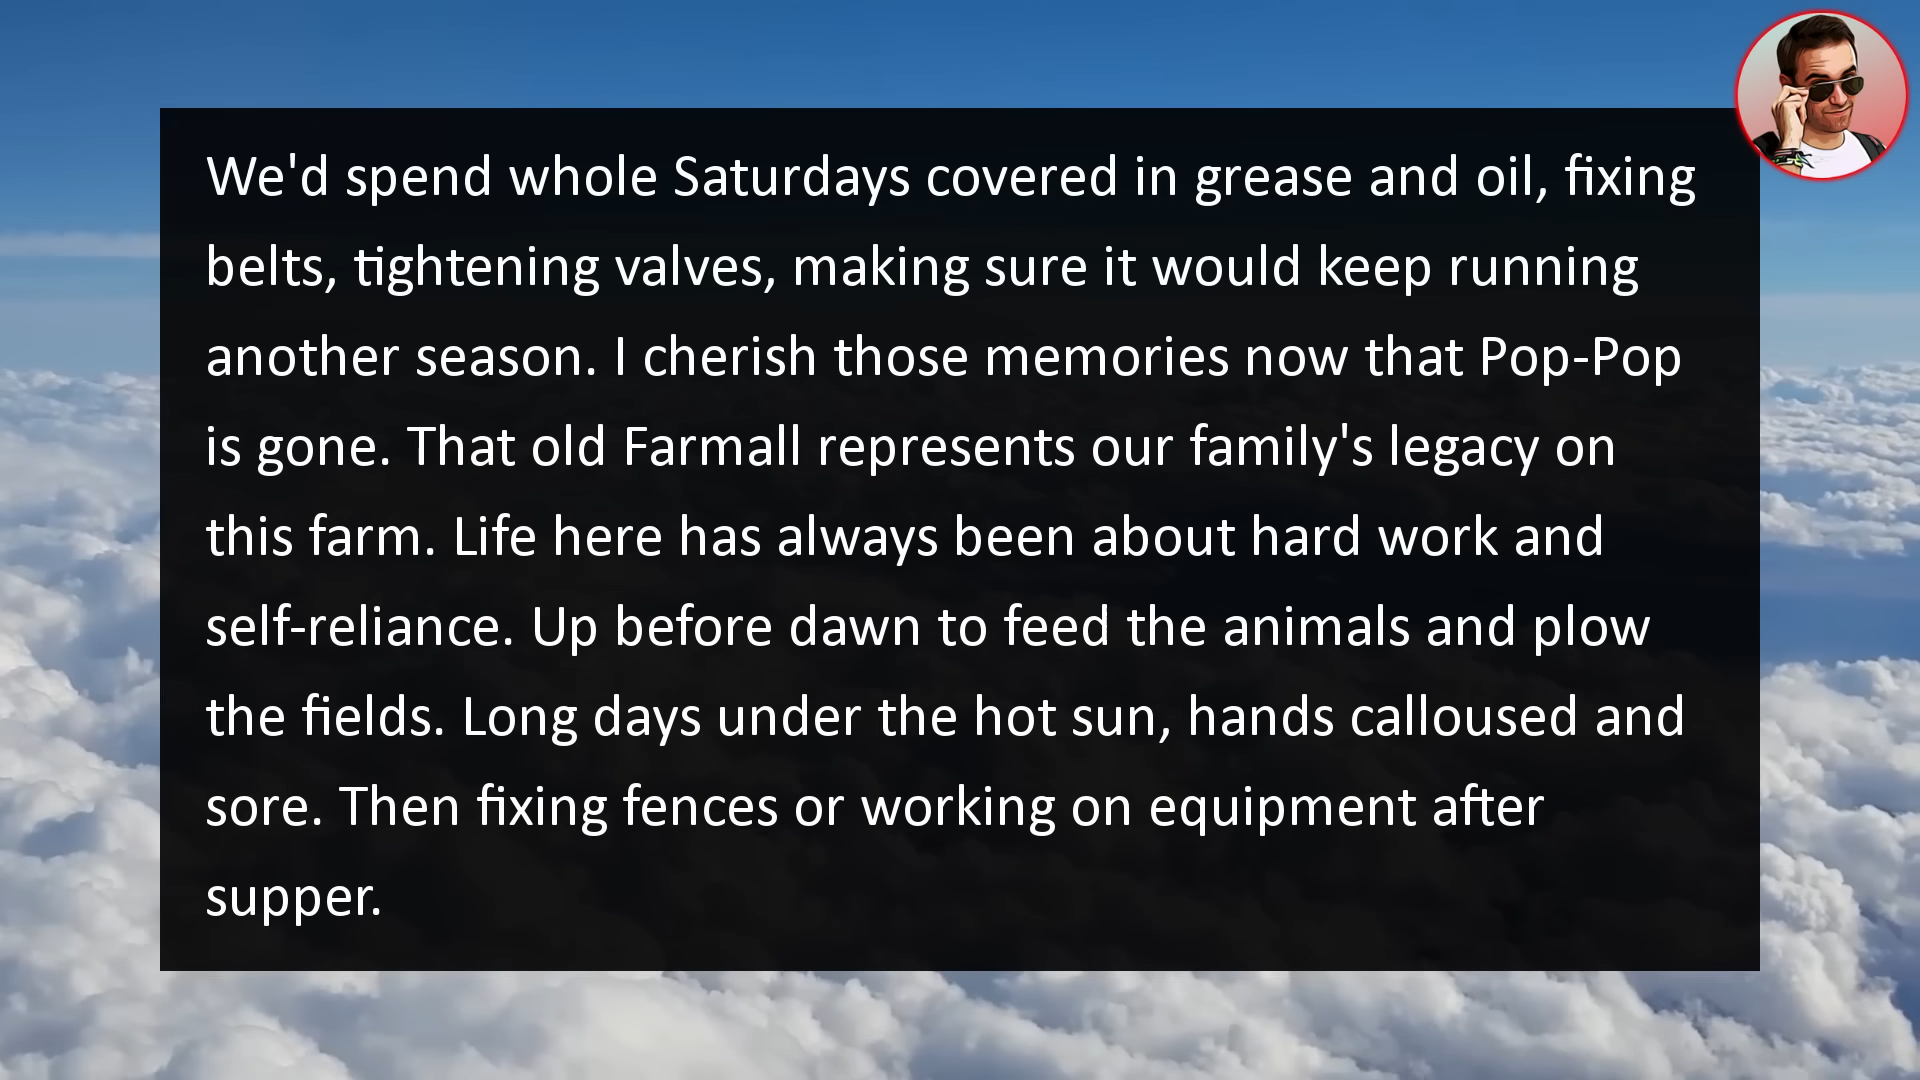 We'd spend whole Saturdays covered in grease and oil, fixing
belts, tightening valves, making sure it would keep running
another season. I cherish those memories now that Pop-Pop
is gone. That old Farmall represents our family's legacy on
this farm. Life here has always been about hard work and
self-reliance. Up before dawn to feed the animals and plow
the fields. Long days under the hot sun, hands calloused and
sore. Then fixing fences or working on equipment after
supper.